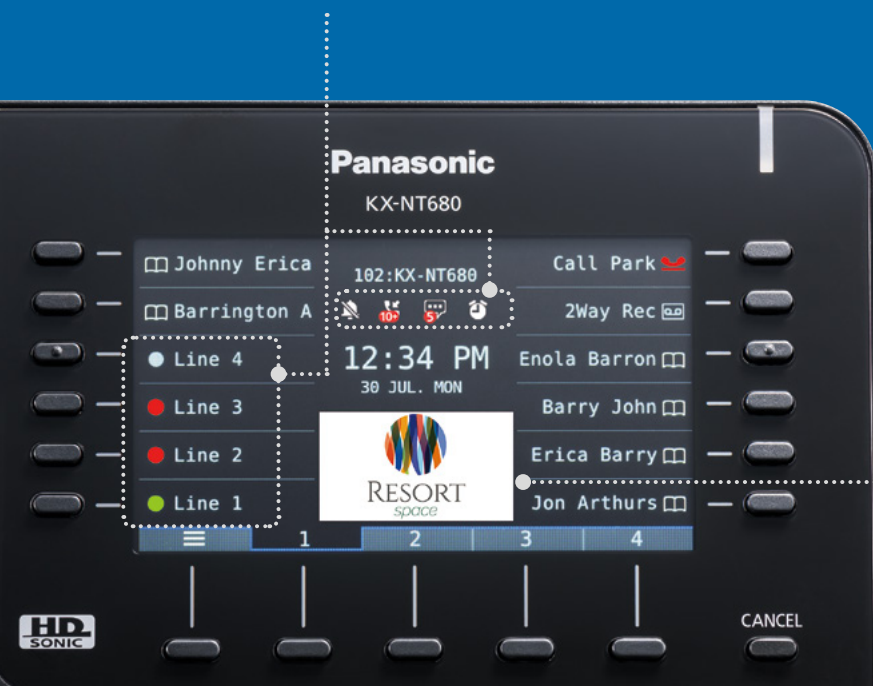 Panasonic
KX-NT680
Johnny Erica
Barrington A
Line 4
Line 3
Line 2
Line 1
102:KX-NT680
10+
5
12:34 PM
30 JUL. MON
RESORT
space
Call Park
2Way Rec
Enola Barron
Barry John
Erica Barry
Jon Arthurs
1
2
3
4
HD
SONIC
CANCEL